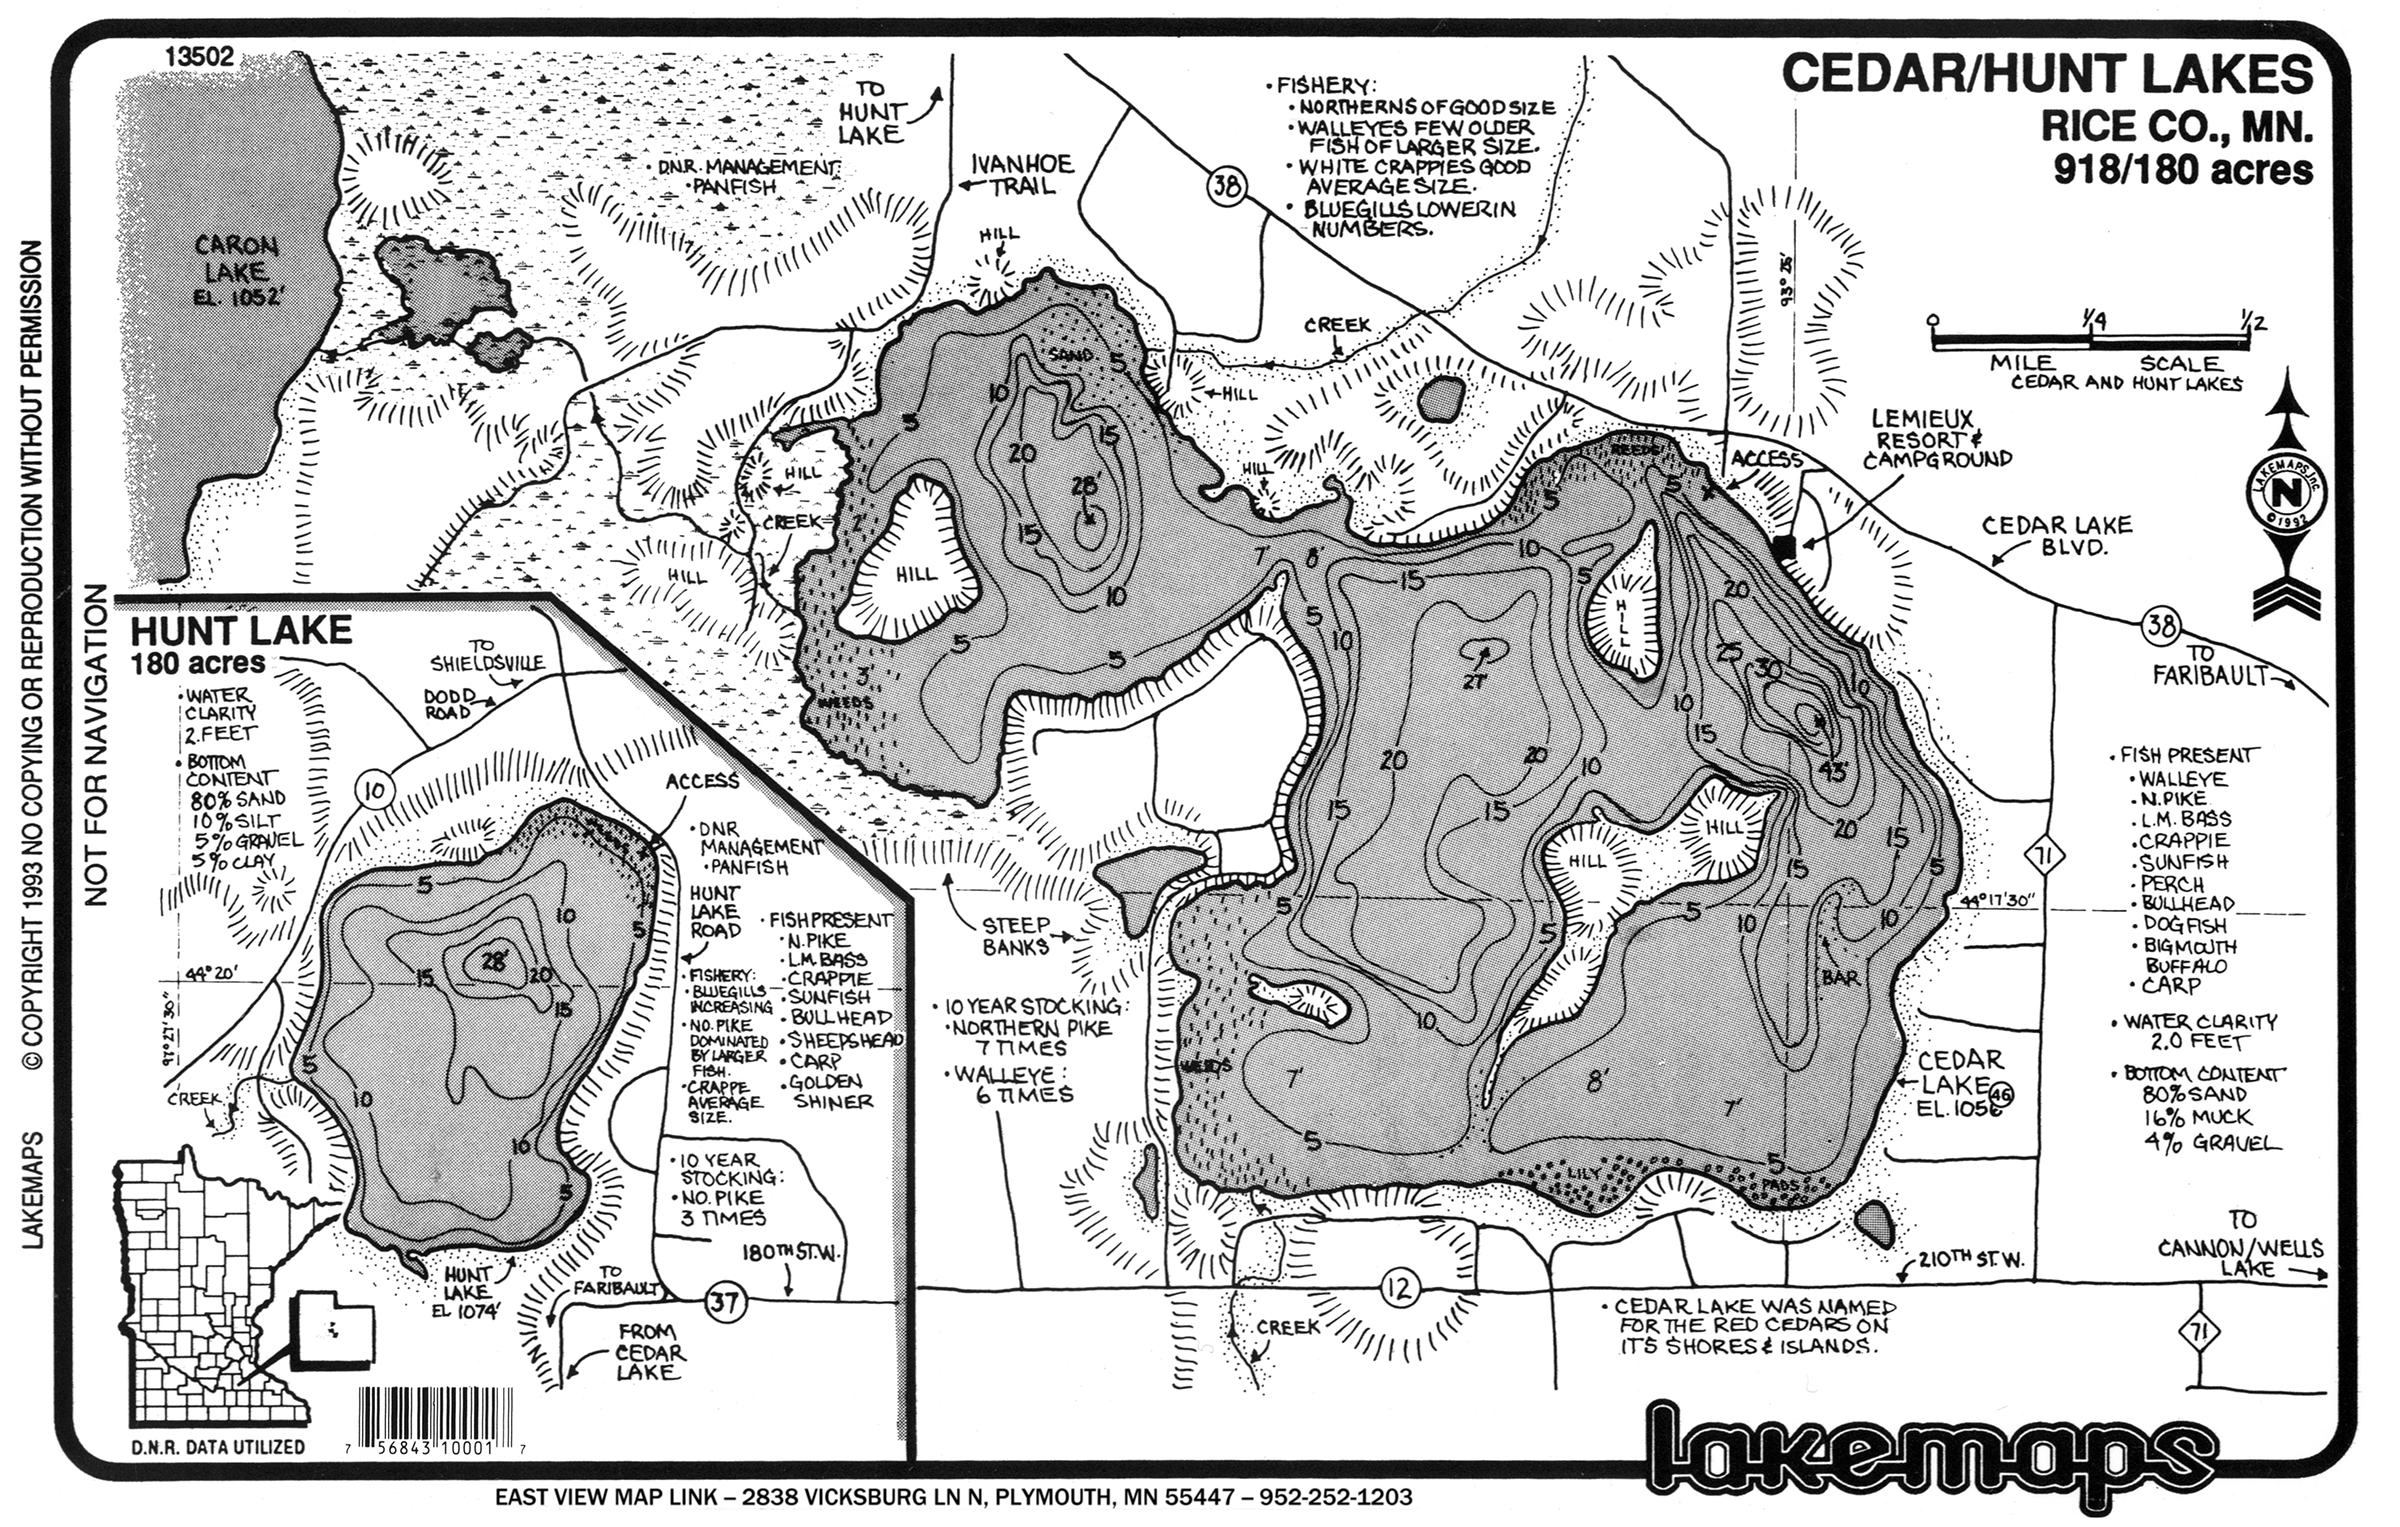 13502
CEDAR/HUNT LAKES
RICE CO., MN.
918/180 acres
© COPYRIGHT 1993 NO COPYING OR REPRODUCTION WITHOUT PERMISSION
LAKEMAPS
NOT FOR NAVIGATION
CARON
LAKE
EL. 1052'
TO
HUNT
LAKE
• D.N.R. MANAGEMENT:
• PANFISH
IVANHOE
TRAIL
HILL
38
• FISHERY:
• NORTHERNS OF GOOD SIZE
• WALLEYES FEW OLDER
FISH OF LARGER SIZE.
• WHITE CRAPPIES GOOD
AVERAGE SIZE.
• BLUEGILLS LOWER IN
NUMBERS.
93° 25'
0
1/4
1/2
MILE
SCALE
CEDAR AND HUNT LAKES
LAKEMAPS, Inc.
N
©1992
CREEK
HILL
HILL
LEMIEUX
RESORT &
CAMPGROUND
ACCESS
REEDS
CEDAR LAKE
BLVD.
38
TO
FARIBAULT
SAND
5
10
15
5
20
28'
15
10
HILL
CREEK
HILL
2'
HILL
5
5
3'
WEEDS
7'
8'
10
5
5
15
5
5
10
HILL
20
25
30
10
27'
10
15
43'
20
20
10
15
15
HILL
HILL
20
15
5
15
71
44° 17' 30"
STEEP
BANKS
5
5
5
10
10
BAR
10
WEEDS
7'
8'
7'
5
5
LILY
PADS
CEDAR
LAKE
EL. 1056
46
• FISH PRESENT
• WALLEYE
• N. PIKE
• L.M. BASS
• CRAPPIE
• SUNFISH
• PERCH
• BULLHEAD
• DOGFISH
• BIGMOUTH
BUFFALO
• CARP
• WATER CLARITY
2.0 FEET
• BOTTOM CONTENT
80% SAND
16% MUCK
4% GRAVEL
• 10 YEAR STOCKING:
• NORTHERN PIKE
7 TIMES
• WALLEYE:
6 TIMES
210TH ST. W.
TO
CANNON/WELLS
LAKE
12
CREEK
71
• CEDAR LAKE WAS NAMED
FOR THE RED CEDARS ON
IT'S SHORES & ISLANDS.
HUNT LAKE
180 acres
• WATER
CLARITY
2. FEET
• BOTTOM
CONTENT
80% SAND
10% SILT
5% GRAVEL
5% CLAY
TO
SHIELDSVILLE
DODD
ROAD
10
ACCESS
• DNR
MANAGEMENT
• PANFISH
HUNT
LAKE
ROAD
• FISHERY:
• BLUEGILLS
INCREASING
• NO. PIKE
DOMINATED
BY LARGER
FISH.
• CRAPPE
AVERAGE
SIZE.
• FISH PRESENT
• N. PIKE
• L.M. BASS
• CRAPPIE
• SUNFISH
• BULLHEAD
• SHEEPSHEAD
• CARP
• GOLDEN
SHINER
5
10
5
28'
15
20
15
44° 20'
5
10
10
5
CREEK
• 10 YEAR
STOCKING:
• NO. PIKE
3 TIMES
180TH ST. W.
HUNT
LAKE
EL 1074'
TO
FARIBAULT
37
FROM
CEDAR
LAKE
D.N.R. DATA UTILIZED
7 56843 10001 7
lakemaps
EAST VIEW MAP LINK – 2838 VICKSBURG LN N, PLYMOUTH, MN 55447 – 952-252-1203